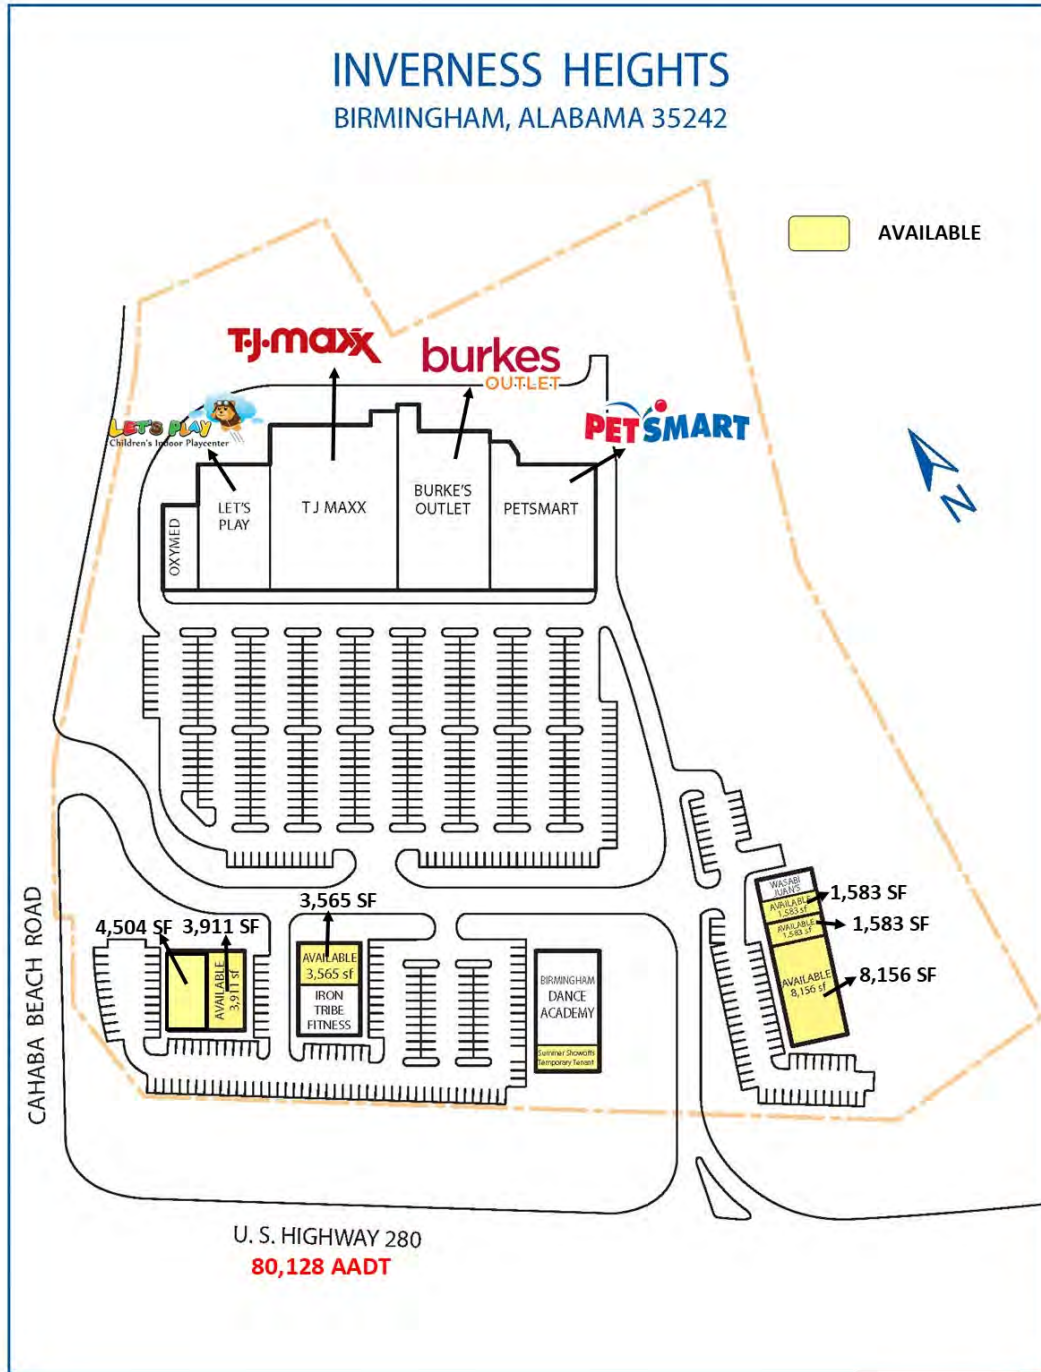 INVERNESS HEIGHTS
BIRMINGHAM, ALABAMA 35242
AVAILABLE
T.J.maxx
burkes
OUTLET
LET'S PLAY
Children's Indoor Playcenter
PETSMART
OXYMED
LET'S
PLAY
T J MAXX
BURKE'S
OUTLET
PETSMART
N
CAHABA BEACH ROAD
4,504 SF
3,911 SF
AVAILABLE
3,911 sf
3,565 SF
AVAILABLE
3,565 sf
IRON
TRIBE
FITNESS
BIRMINGHAM
DANCE
ACADEMY
Summer Showoffs
Temporary Tenant
WASABI
JUAN'S
AVAILABLE
1,583 sf
1,583 SF
AVAILABLE
1,583 sf
1,583 SF
AVAILABLE
8,156 sf
8,156 SF
U. S. HIGHWAY 280
80,128 AADT